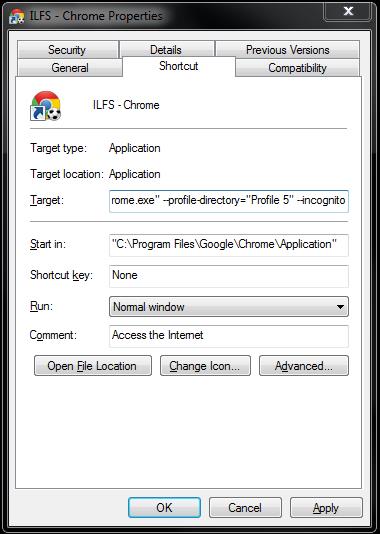 ILFS - Chrome Properties
Security Details Previous Versions
General Shortcut Compatibility
ILFS - Chrome
Target type: Application
Target location: Application
Target: rome.exe" --profile-directory="Profile 5" --incognito
Start in: "C:\Program Files\Google\Chrome\Application"
Shortcut key: None
Run: Normal window
Comment: Access the Internet
Open File Location Change Icon... Advanced...
OK Cancel Apply